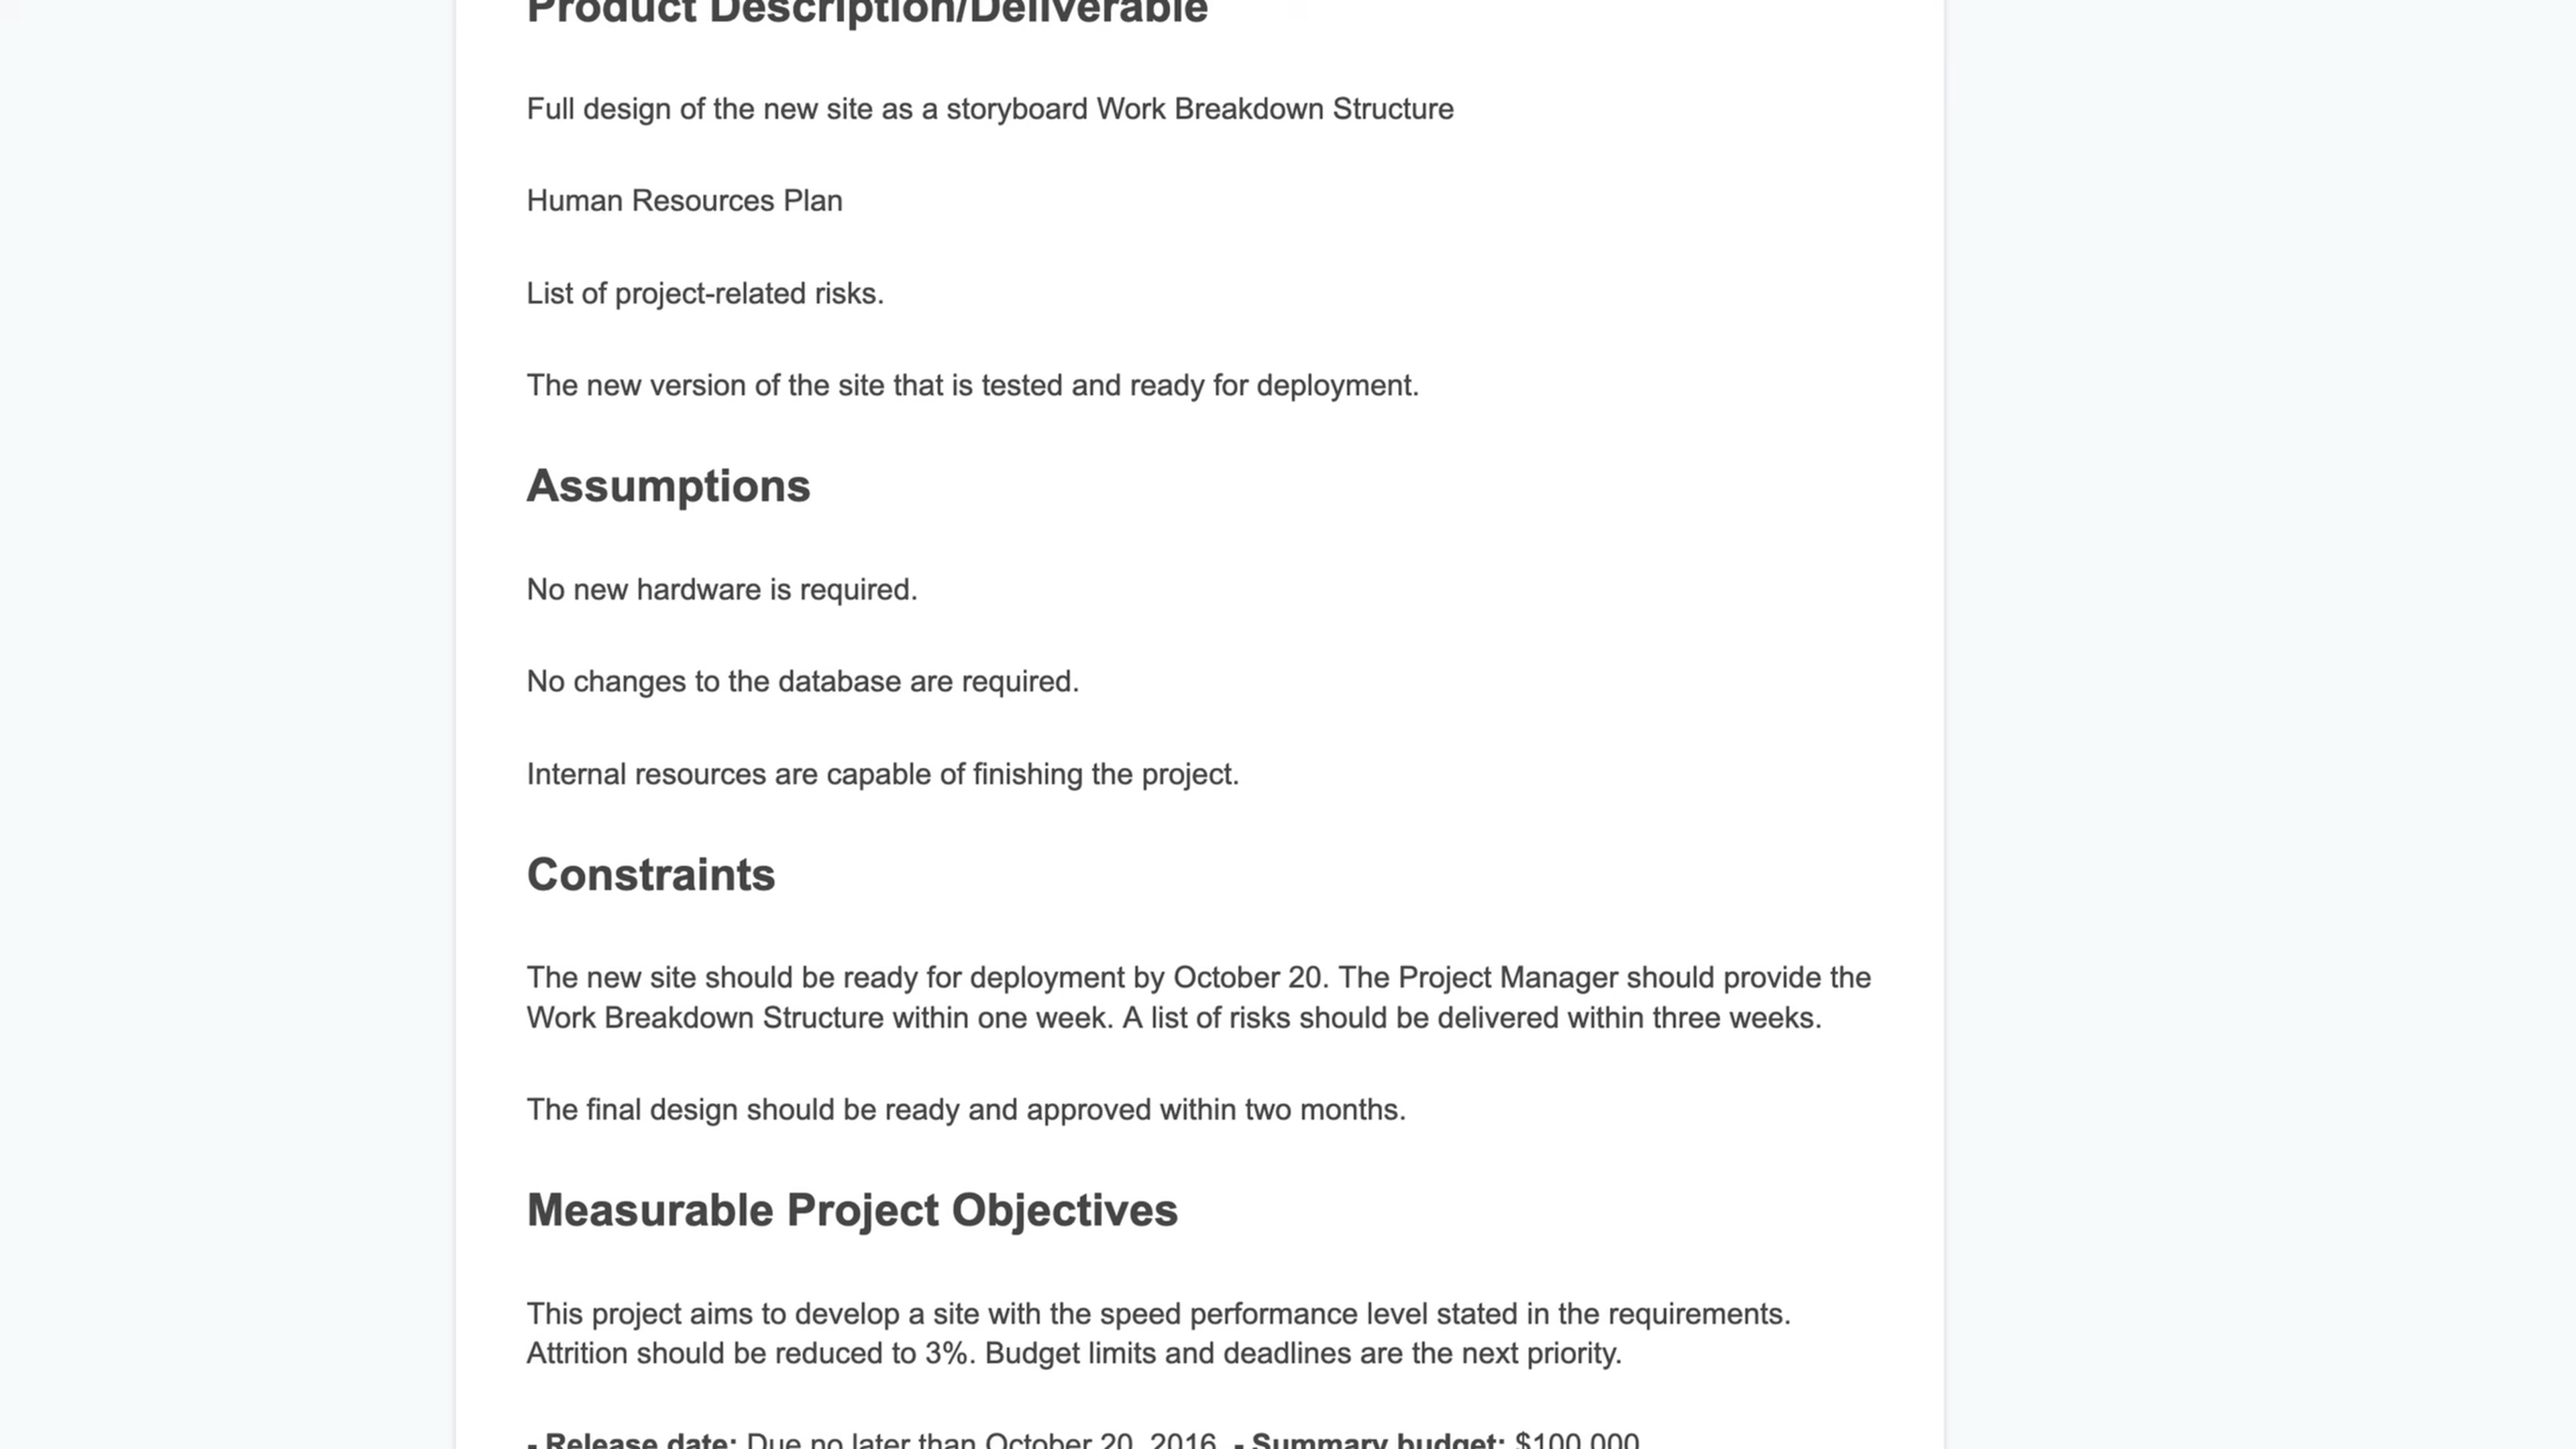 Product Description/Deliverable
Full design of the new site as a storyboard Work Breakdown Structure
Human Resources Plan
List of project-related risks.
The new version of the site that is tested and ready for deployment.
Assumptions
No new hardware is required.
No changes to the database are required.
Internal resources are capable of finishing the project.
Constraints
The new site should be ready for deployment by October 20. The Project Manager should provide the
Work Breakdown Structure within one week. A list of risks should be delivered within three weeks.
The final design should be ready and approved within two months.
Measurable Project Objectives
This project aims to develop a site with the speed performance level stated in the requirements.
Attrition should be reduced to 3%. Budget limits and deadlines are the next priority.
- Release date: Due no later than October 20, 2016. - Summary budget: $100,000